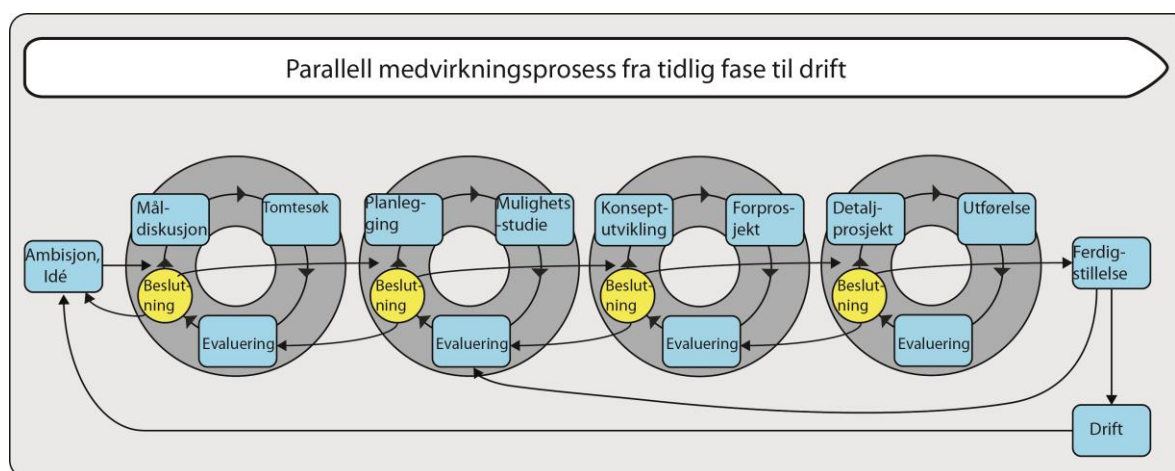 Parallell medvirkningsprosess fra tidlig fase til drift
Ambisjon,
Idé
Mål-
diskusjon
Tomtesøk
Beslut-
ning
Evaluering
Planleg-
ging
Mulighets
-studie
Beslut-
ning
Evaluering
Konsept-
utvikling
Forpros-
jekt
Beslut-
ning
Evaluering
Detalj-
prosjekt
Utførelse
Beslut-
ning
Evaluering
Ferdig-
stillelse
Drift